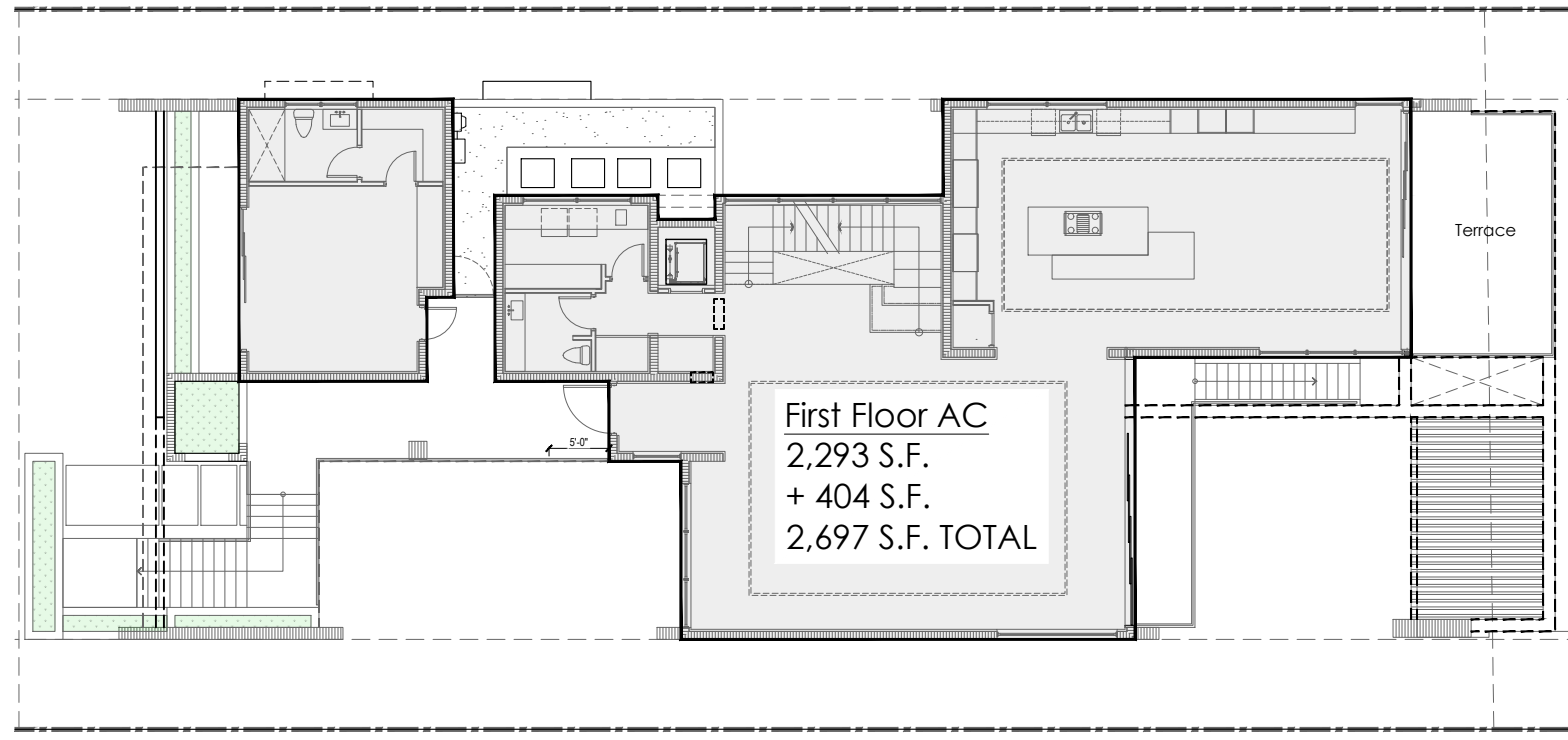 Terrace
First Floor AC
2,293 S.F.
+ 404 S.F.
2,697 S.F. TOTAL
5'-0"